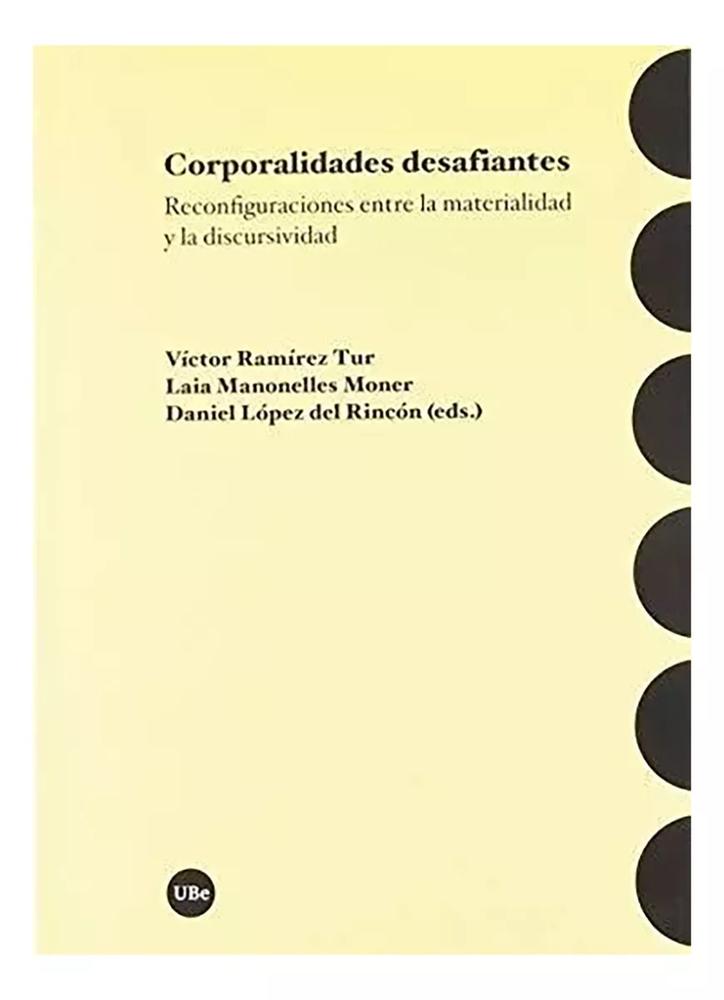 Corporalidades desafiantes
Reconfiguraciones entre la materialidad
y la discursividad
Víctor Ramírez Tur
Laia Manonelles Moner
Daniel López del Rincón (eds.)
UBe